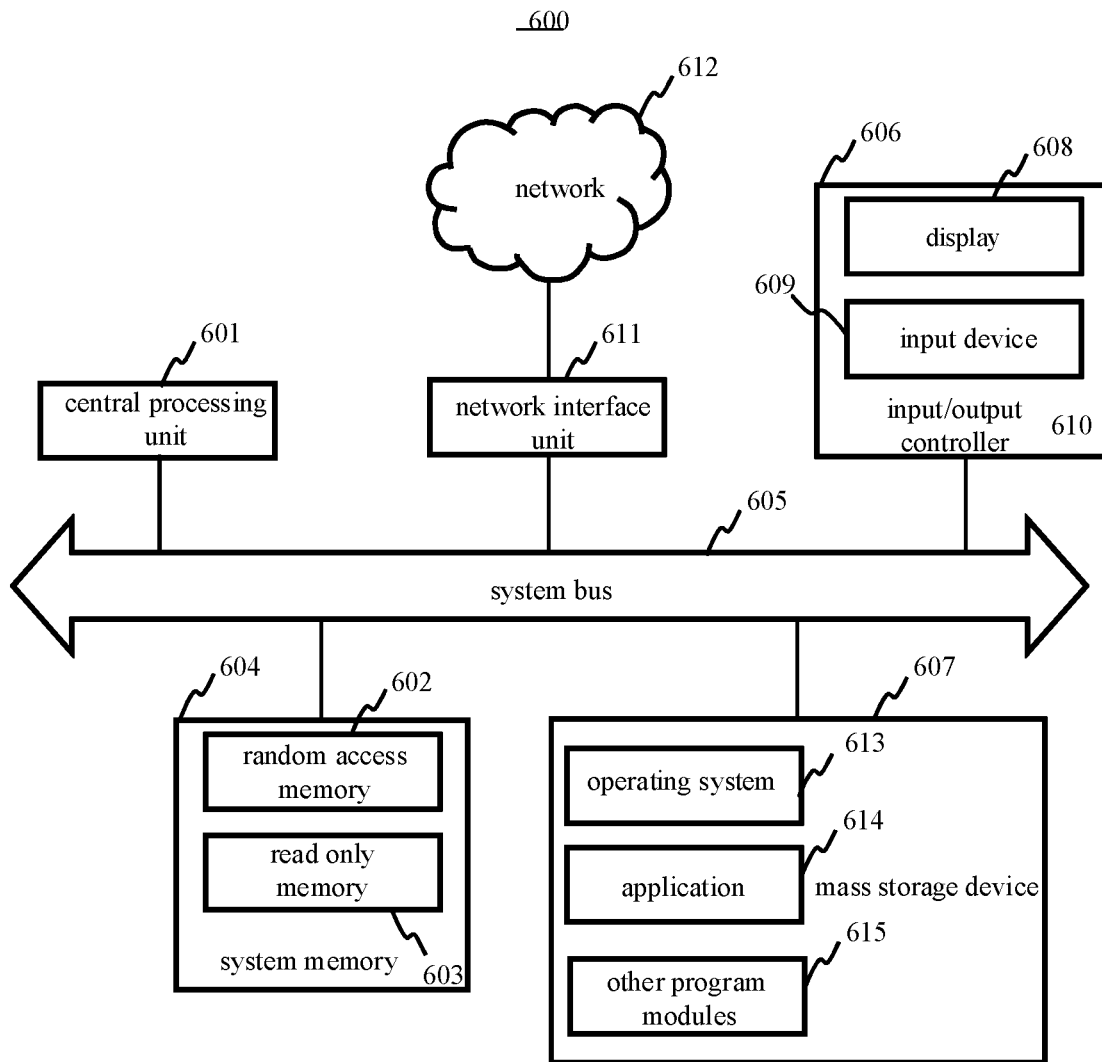 600
612
network
606
608
display
609
input device
input/output
controller
610
601
central processing
unit
611
network interface
unit
605
system bus
604
602
random access
memory
read only
memory
system memory
603
607
613
operating system
614
application
mass storage device
615
other program
modules